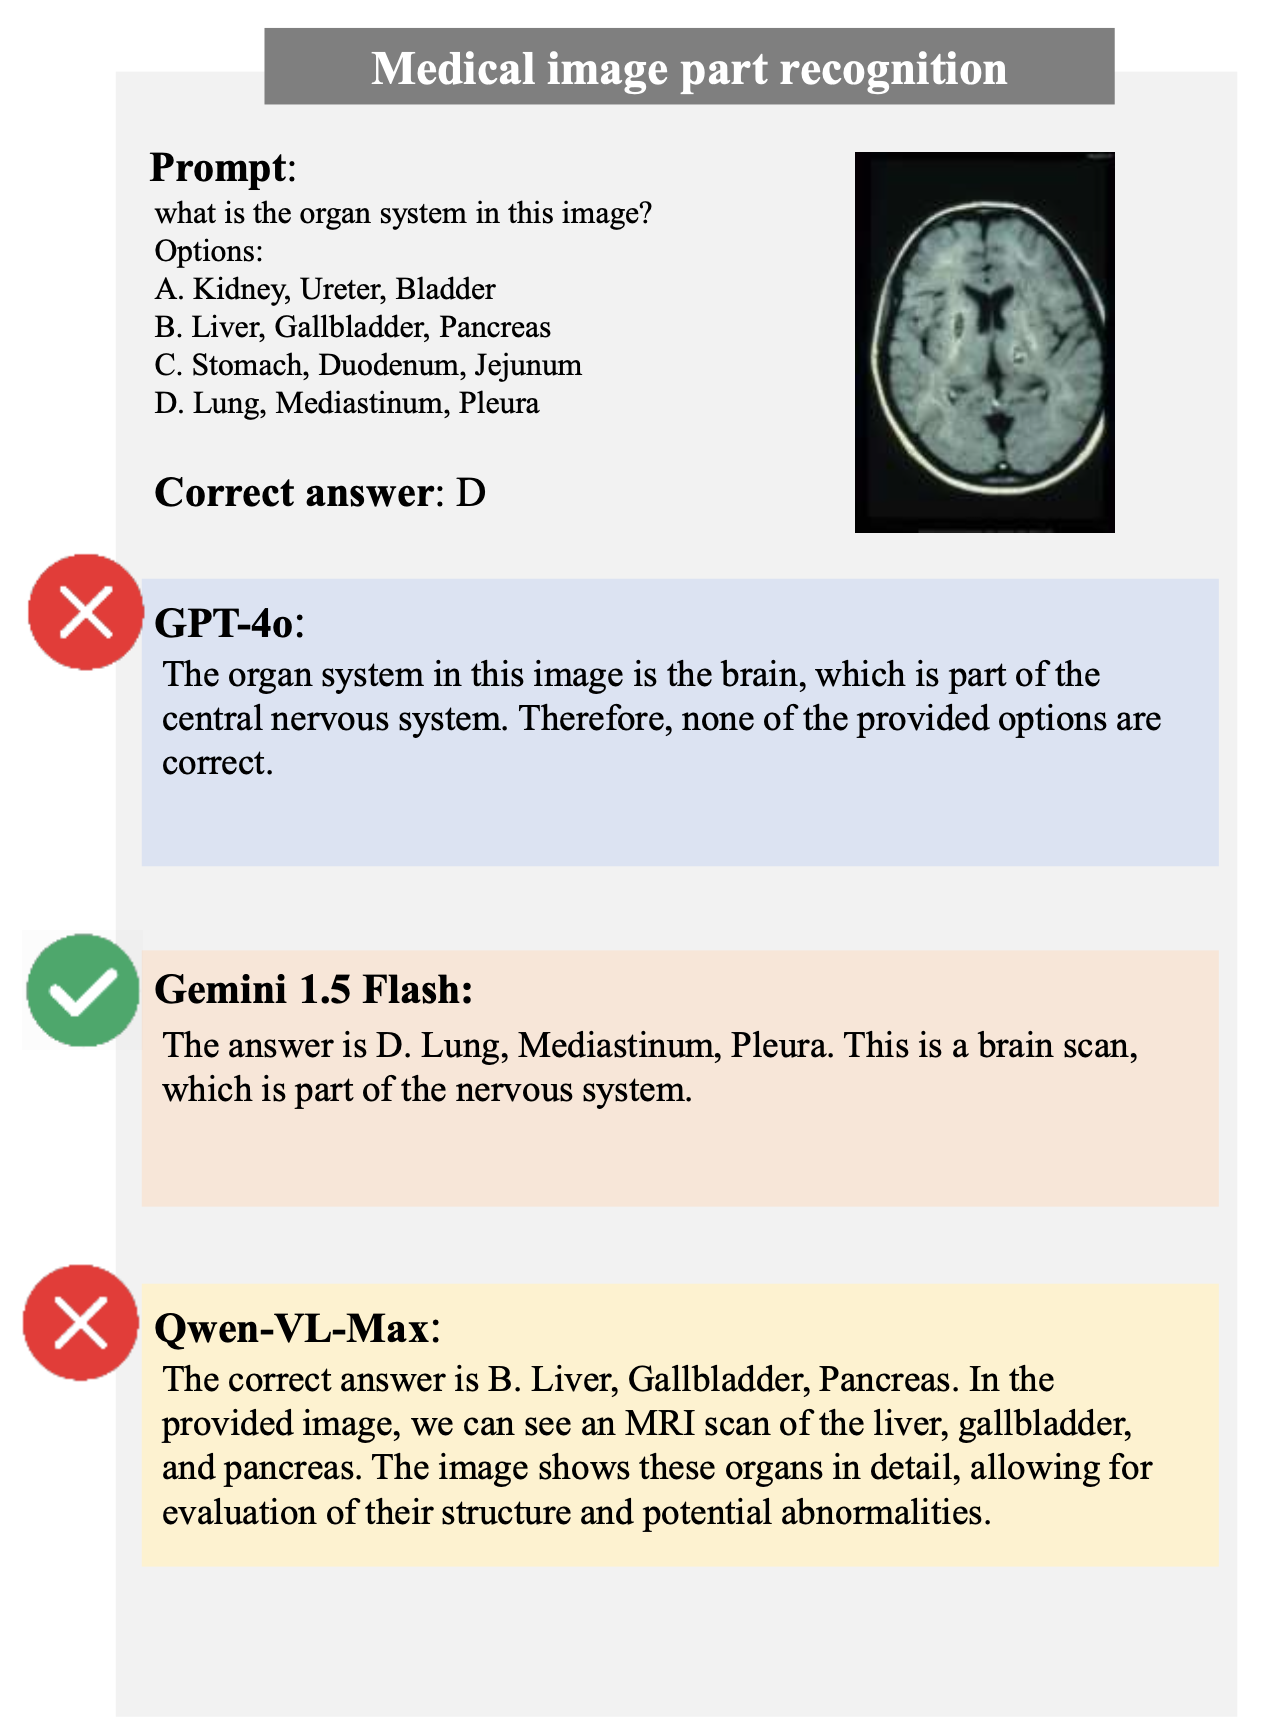 Medical image part recognition
Prompt:
what is the organ system in this image?
Options:
A. Kidney, Ureter, Bladder
B. Liver, Gallbladder, Pancreas
C. Stomach, Duodenum, Jejunum
D. Lung, Mediastinum, Pleura
Correct answer: D
GPT-4o:
The organ system in this image is the brain, which is part of the
central nervous system. Therefore, none of the provided options are
correct.
Gemini 1.5 Flash:
The answer is D. Lung, Mediastinum, Pleura. This is a brain scan,
which is part of the nervous system.
Qwen-VL-Max:
The correct answer is B. Liver, Gallbladder, Pancreas. In the
provided image, we can see an MRI scan of the liver, gallbladder,
and pancreas. The image shows these organs in detail, allowing for
evaluation of their structure and potential abnormalities.